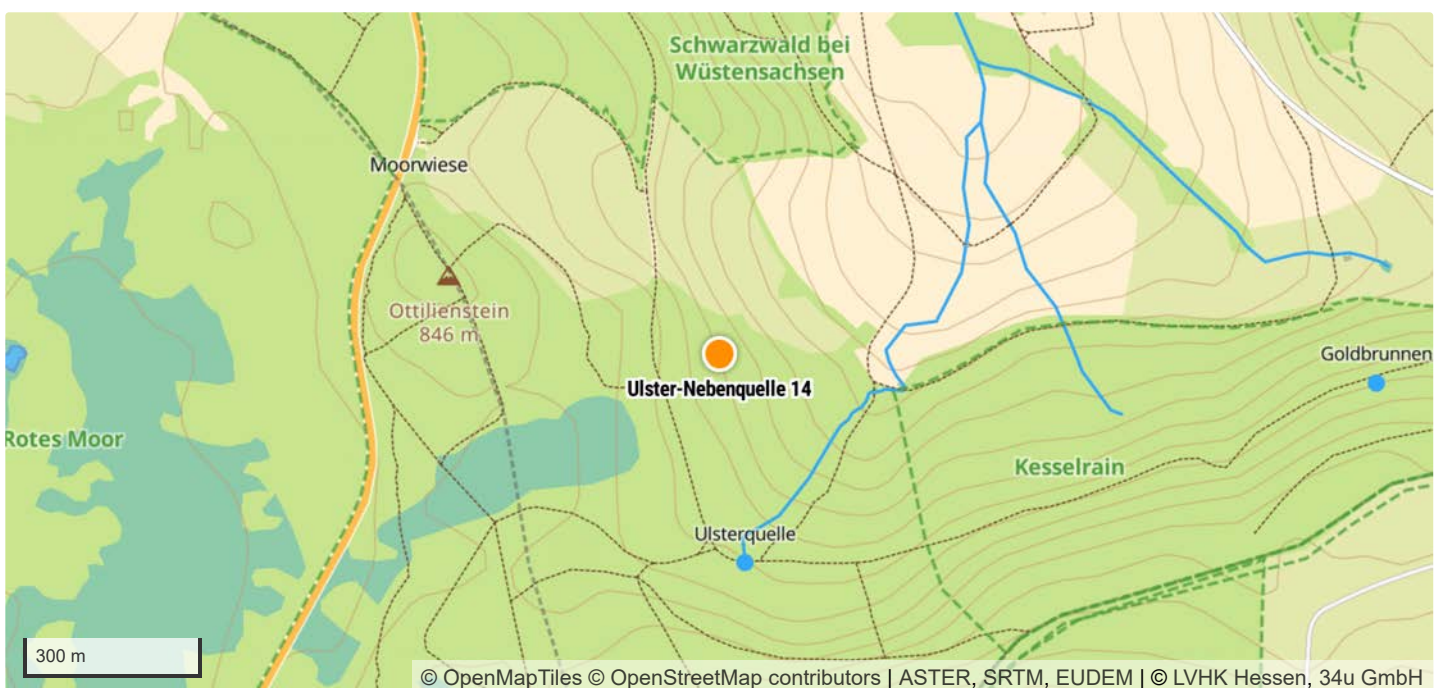 Schwarzwald bei
Wüstensachsen
Moorwiese
Ottilienstein
846 m
Ulster-Nebenquelle 14
Goldbrunnen
Rotes Moor
Kesselrain
Ulsterquelle
300 m
© OpenMapTiles © OpenStreetMap contributors | ASTER, SRTM, EUDEM | © LVHK Hessen, 34u GmbH